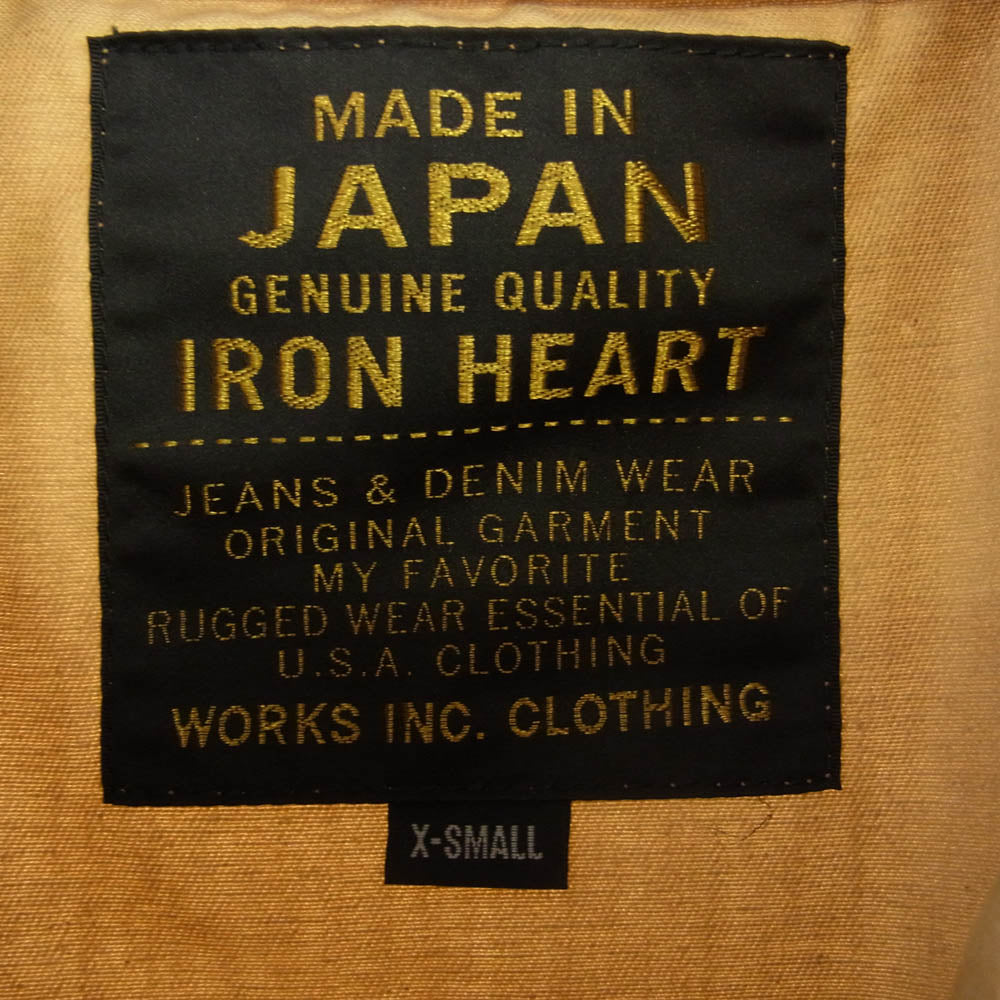 MADE IN
JAPAN
GENUINE QUALITY
IRON HEART
JEANS & DENIM WEAR
ORIGINAL GARMENT
MY FAVORITE
RUGGED WEAR ESSENTIAL OF
U.S.A. CLOTHING
WORKS INC. CLOTHING
X-SMALL